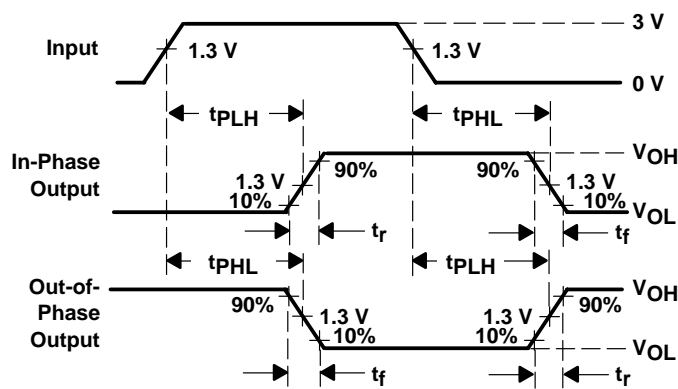 3 V
Input
1.3 V
1.3 V
0 V
tPLH
tPHL
VOH
In-Phase
Output
90%
90%
1.3 V
1.3 V
10%
10%
VOL
tr
tf
tPHL
tPLH
Out-of-
Phase
Output
VOH
90%
90%
1.3 V
1.3 V
10%
10%
VOL
tf
tr